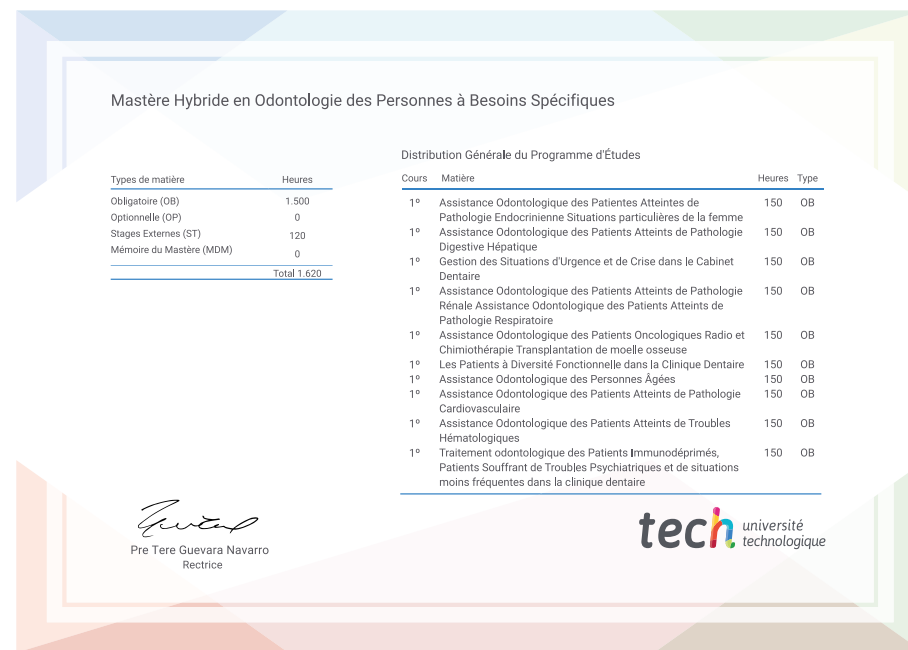 Mastère Hybride en Odontologie des Personnes à Besoins Spécifiques
Types de matière Heures
Obligatoire (OB) 1.500
Optionnelle (OP) 0
Stages Externes (ST) 120
Mémoire du Mastère (MDM) 0
Total 1.620
Distribution Générale du Programme d'Études
Cours Matière Heures Type
1º Assistance Odontologique des Patientes Atteintes de 150 OB
Pathologie Endocrinienne Situations particulières de la femme
1º Assistance Odontologique des Patients Atteints de Pathologie 150 OB
Digestive Hépatique
1º Gestion des Situations d'Urgence et de Crise dans le Cabinet 150 OB
Dentaire
1º Assistance Odontologique des Patients Atteints de Pathologie 150 OB
Rénale Assistance Odontologique des Patients Atteints de
Pathologie Respiratoire
1º Assistance Odontologique des Patients Oncologiques Radio et 150 OB
Chimiothérapie Transplantation de moelle osseuse
1º Les Patients à Diversité Fonctionnelle dans la Clinique Dentaire 150 OB
1º Assistance Odontologique des Personnes Âgées 150 OB
1º Assistance Odontologique des Patients Atteints de Pathologie 150 OB
Cardiovasculaire
1º Assistance Odontologique des Patients Atteints de Troubles 150 OB
Hématologiques
1º Traitement odontologique des Patients Immunodéprimés, 150 OB
Patients Souffrant de Troubles Psychiatriques et de situations
moins fréquentes dans la clinique dentaire
Pre Tere Guevara Navarro
Rectrice
tech université
technologique